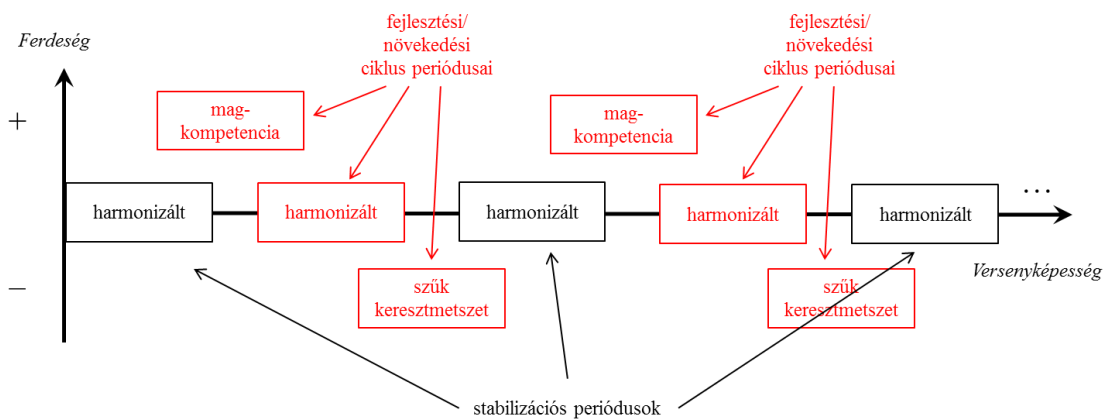 Ferdeség
fejlesztési/
növekedési
ciklus periódusai
fejlesztési/
növekedési
ciklus periódusai
+
mag-
kompetencia
mag-
kompetencia
harmonizált
harmonizált
harmonizált
harmonizált
harmonizált
…
–
szűk
keresztmetszet
szűk
keresztmetszet
Versenyképesség
stabilizációs periódusok